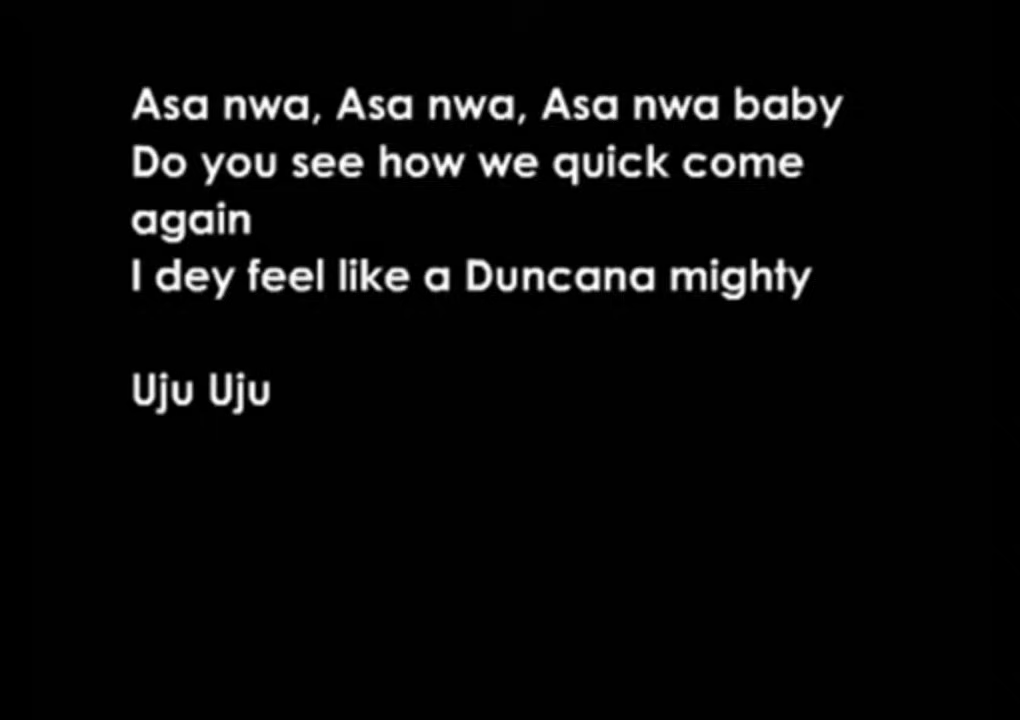 Asa nwa, Asa nwa, Asa nwa baby
Do you see how we quick come
again
I dey feel like a Duncana mighty
Uju Uju